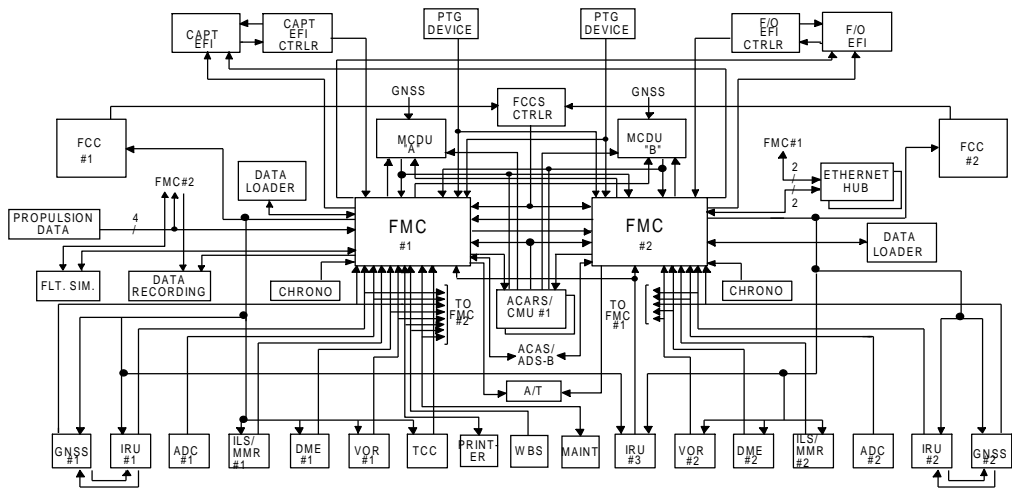 CAPT
EFI
CAPT
EFI
CTRLR
PTG
DEVICE
PTG
DEVICE
F/O
EFI
CTRLR
F/O
EFI
GNSS
FCCS
CTRLR
GNSS
FCC
#1
MCDU
"A"
MCDU
"B"
FCC
#2
FMC#1
2
2
ETHERNET
HUB
FMC#2
DATA
LOADER
PROPULSION
DATA
4
FMC
#1
FMC
#2
DATA
LOADER
FLT. SIM.
DATA
RECORDING
CHRONO
CHRONO
TO
FMC
#2
ACARS/
CMU #1
TO
FMC
#1
ACAS/
ADS-B
A/T
GNSS
#1
IRU
#1
ADC
#1
ILS/
MMR
#1
DME
#1
VOR
#1
TCC
PRINT-
ER
WBS
MAINT
IRU
#3
VOR
#2
DME
#2
ILS/
MMR
#2
ADC
#2
IRU
#2
GNSS
#2